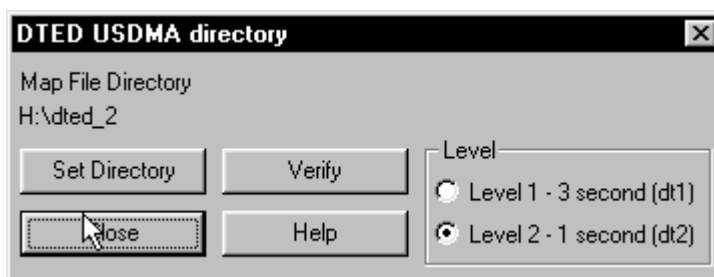 DTED USDMA directory
Map File Directory
H:\dted_2
Set Directory
Verify
Close
Help
Level
Level 1 - 3 second (dt1)
Level 2 - 1 second (dt2)